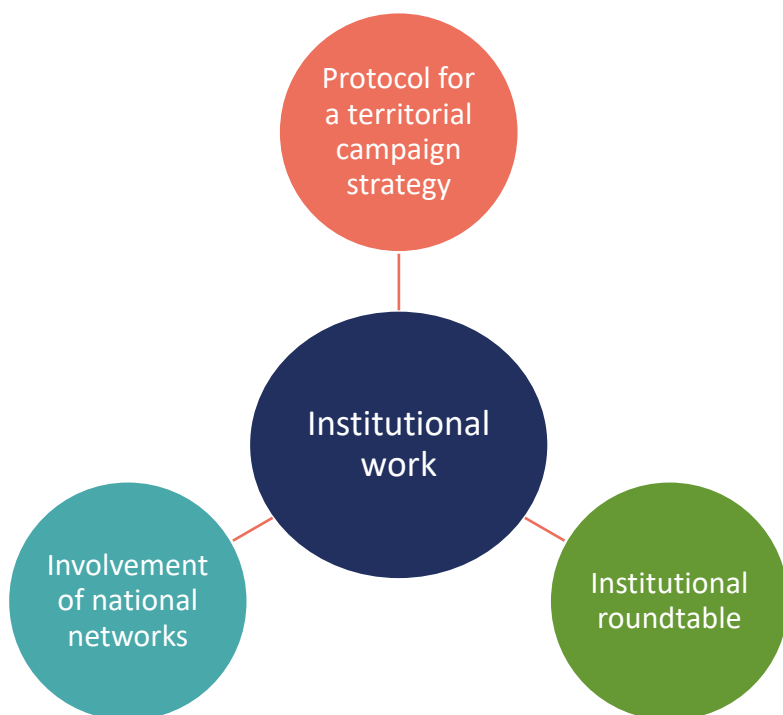 Protocol for
a territorial
campaign
strategy
Institutional
work
Involvement
of national
networks
Institutional
roundtable